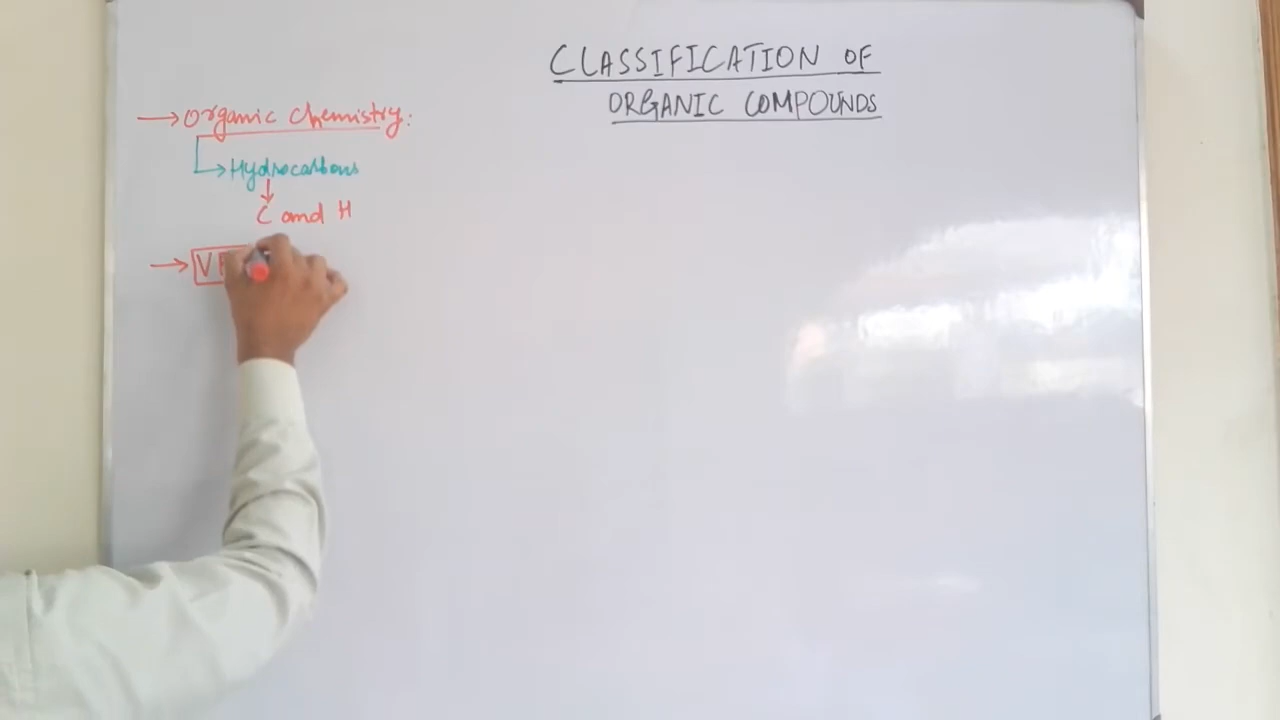 CLASSIFICATION OF
ORGANIC COMPOUNDS
→ Organic Chemistry:
→ Hydrocarbons
↓
C and H
→ V